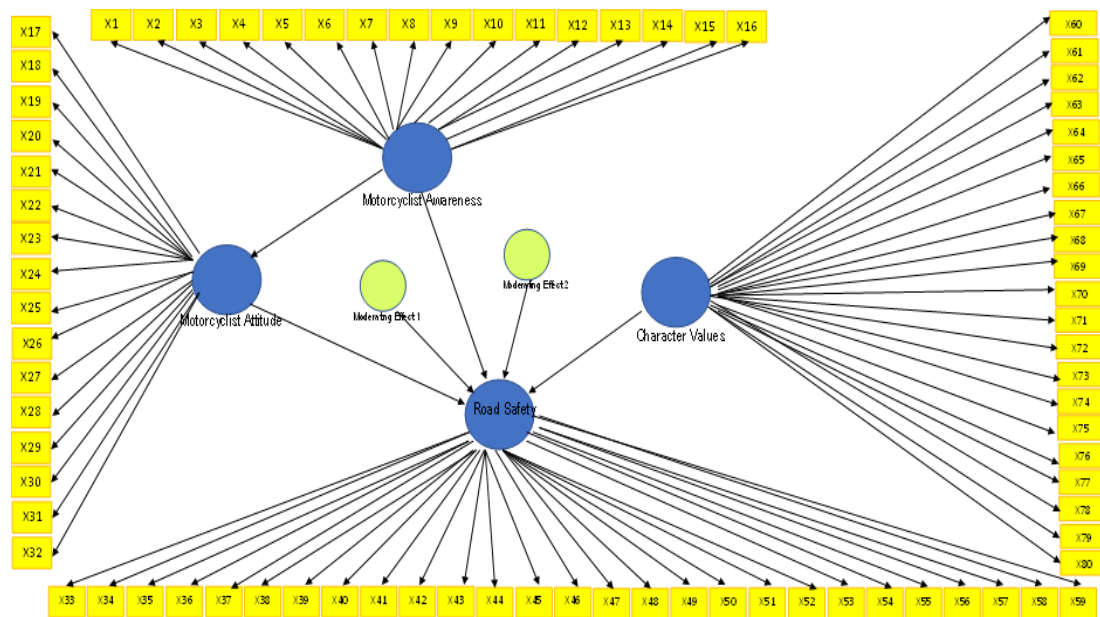 X1 X2 X3 X4 X5 X6 X7 X8 X9 X10 X11 X12 X13 X14 X15 X16
X17
X18
X19
X20
X21
X22
X23
X24
X25
X26
X27
X28
X29
X30
X31
X32
Motorcyclist Awareness
Motorcyclist Attitude
Moderating Effect 1
Moderating Effect 2
Character Values
Road Safety
X60
X61
X62
X63
X64
X65
X66
X67
X68
X69
X70
X71
X72
X73
X74
X75
X76
X77
X78
X79
X80
X33 X34 X35 X36 X37 X38 X39 X40 X41 X42 X43 X44 X45 X46 X47 X48 X49 X50 X51 X52 X53 X54 X55 X56 X57 X58 X59